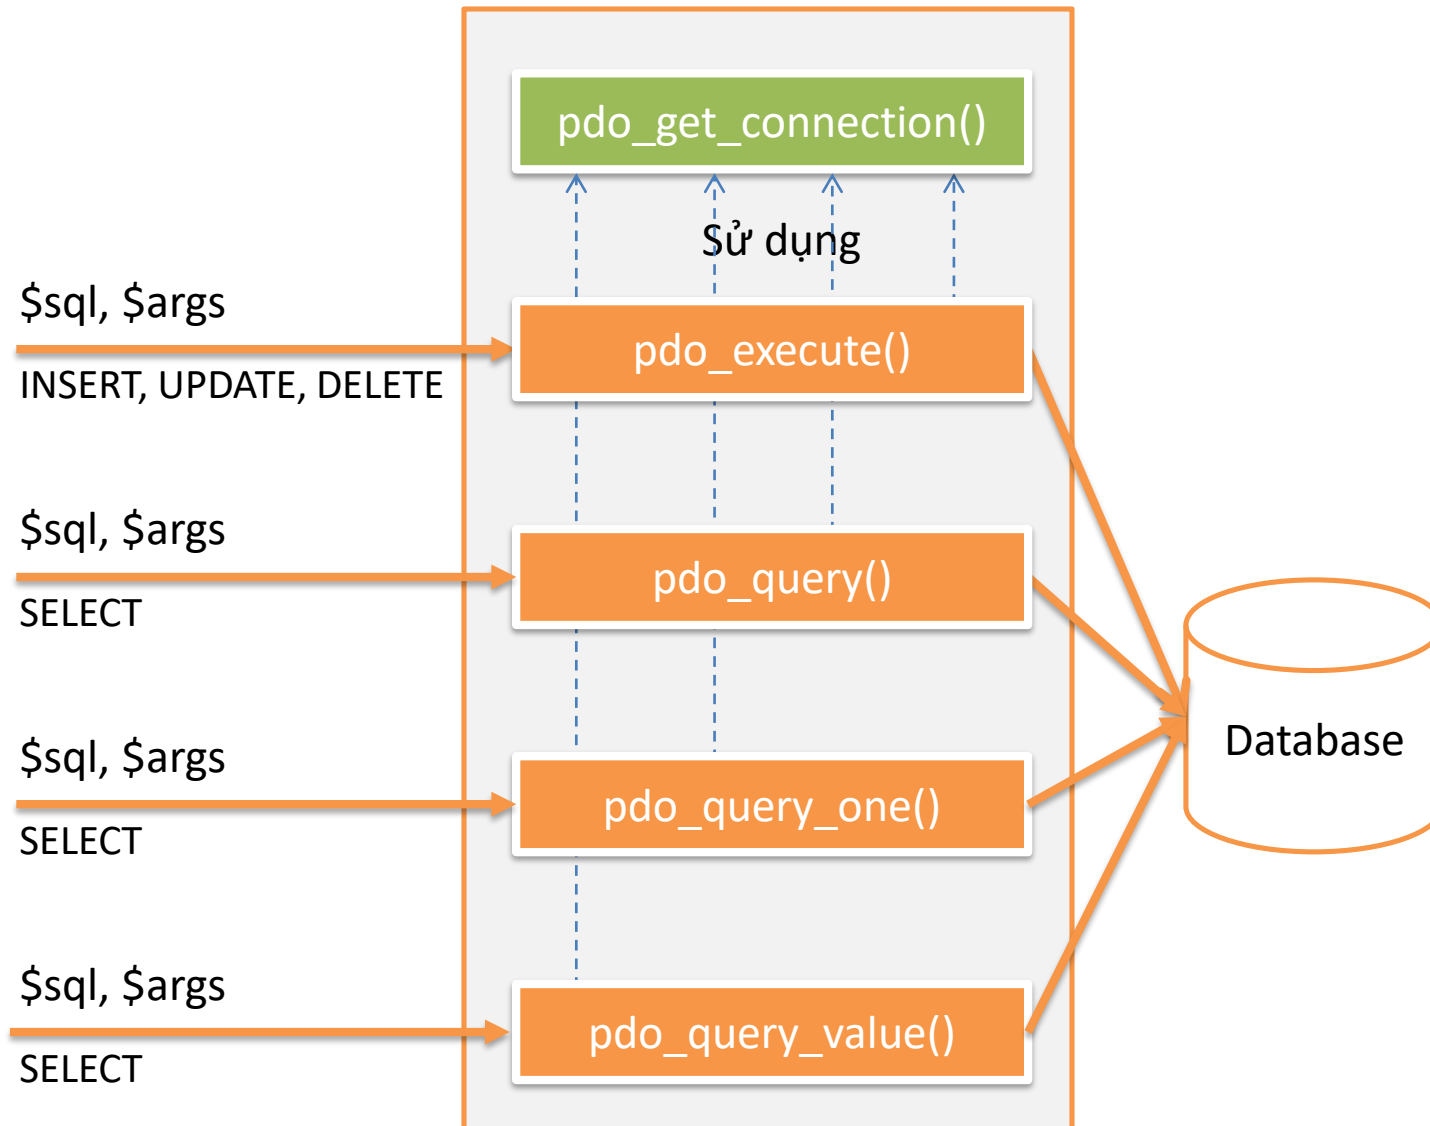 pdo_get_connection()
Sử dụng
$sql, $args
pdo_execute()
INSERT, UPDATE, DELETE
$sql, $args
pdo_query()
SELECT
$sql, $args
pdo_query_one()
SELECT
Database
$sql, $args
pdo_query_value()
SELECT